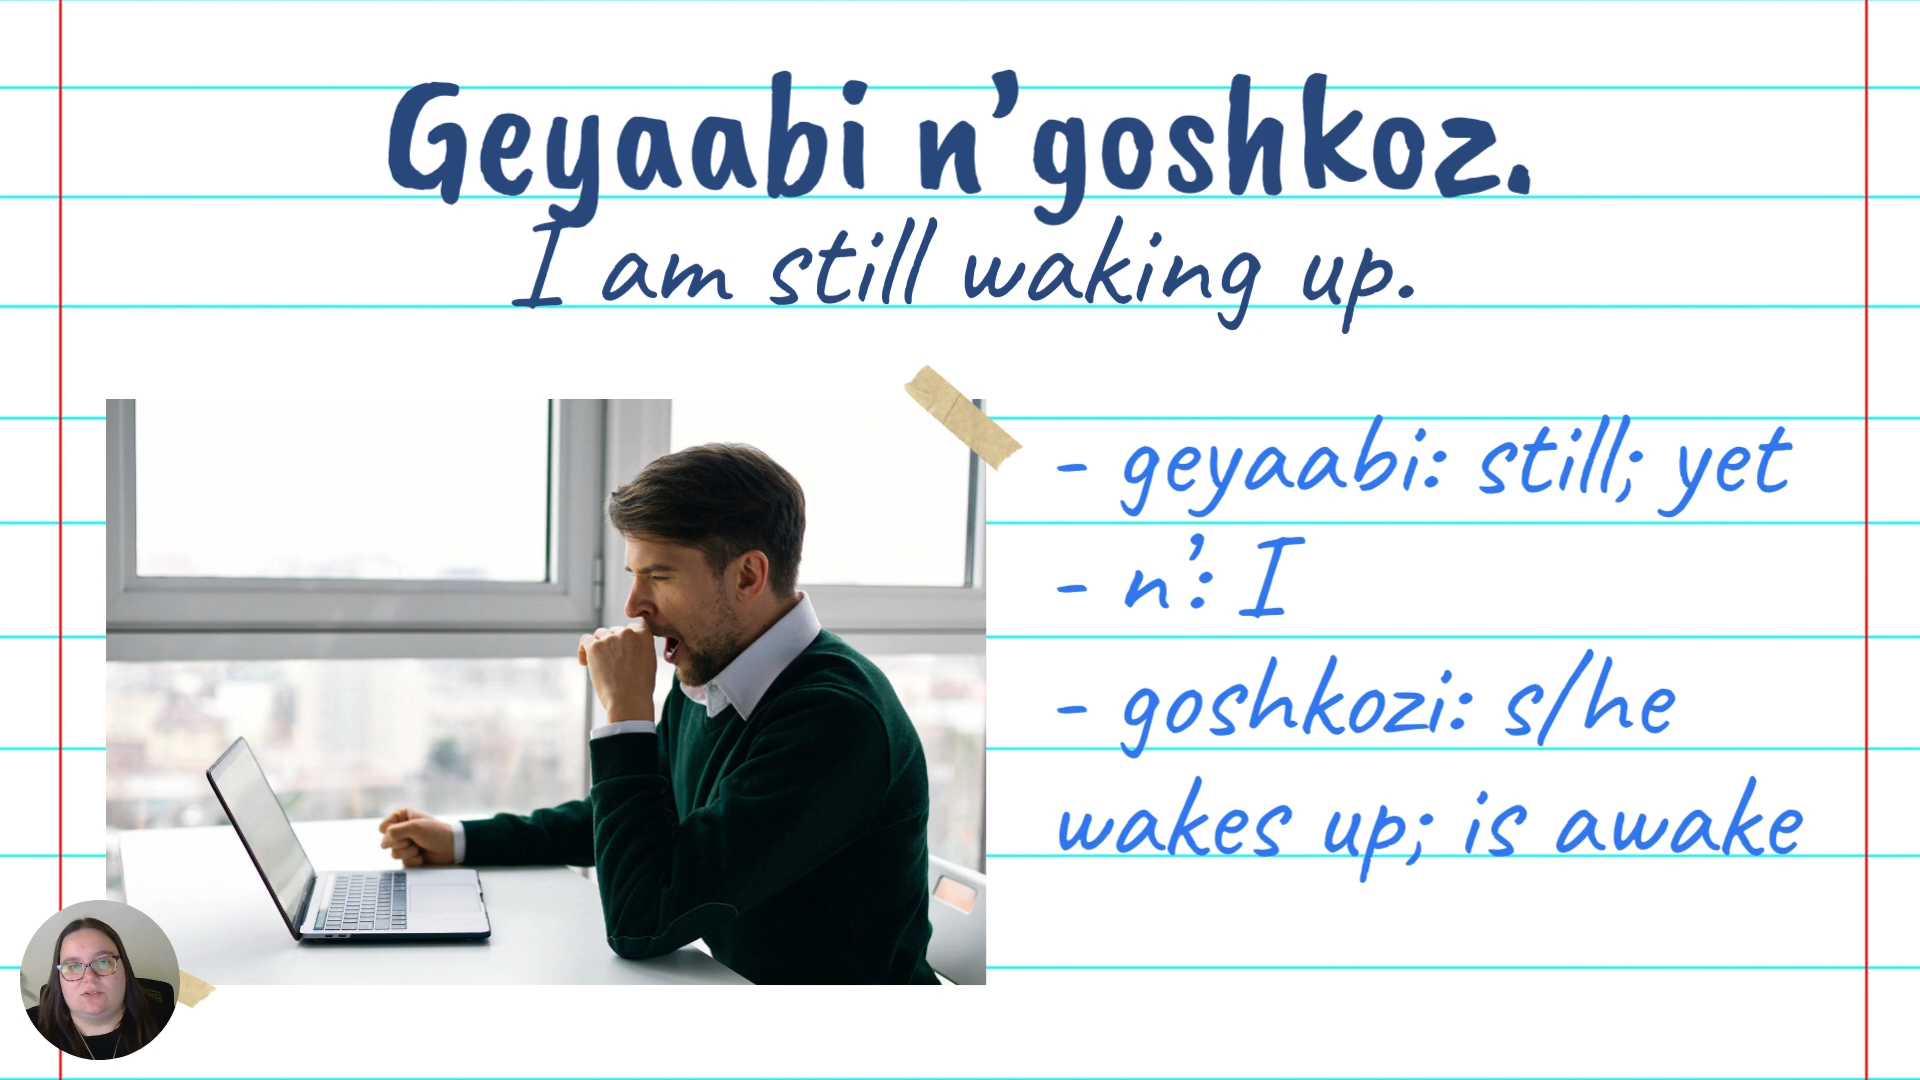 Geyaabi n’goshkoz.
I am still waking up.
- geyaabi: still; yet
- n’: I
- goshkozi: s/he
wakes up; is awake